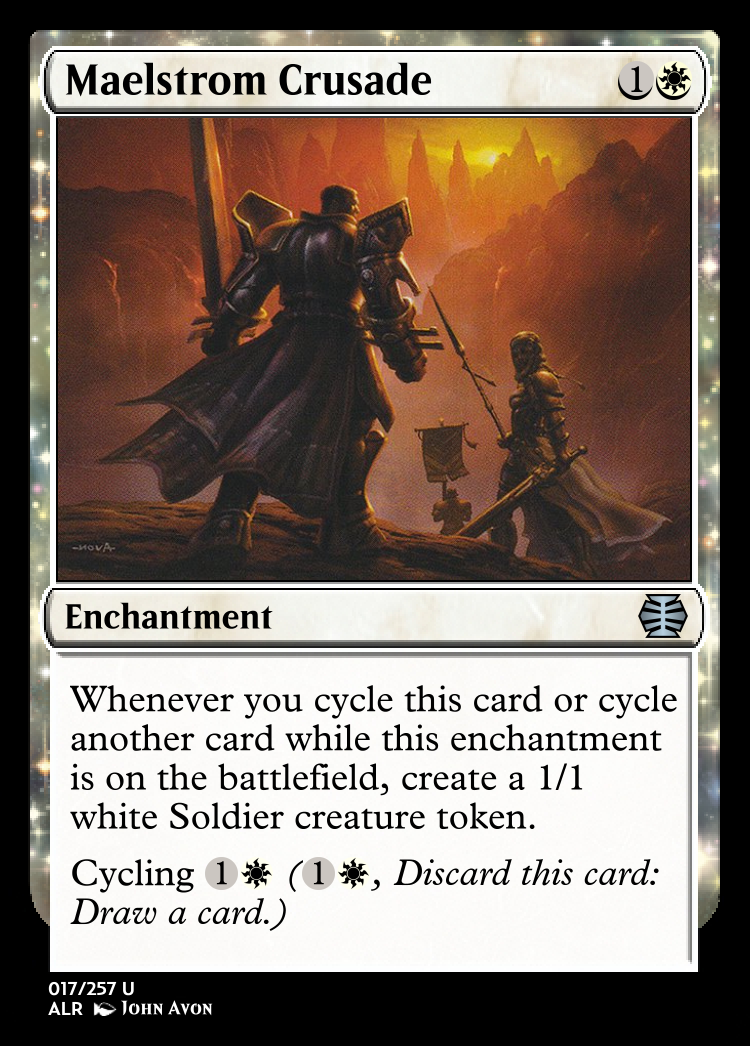 Maelstrom Crusade 1
NOVA
Enchantment
Whenever you cycle this card or cycle
another card while this enchantment
is on the battlefield, create a 1/1
white Soldier creature token.
Cycling 1 (1, Discard this card:
Draw a card.)
017/257 U
ALR John Avon